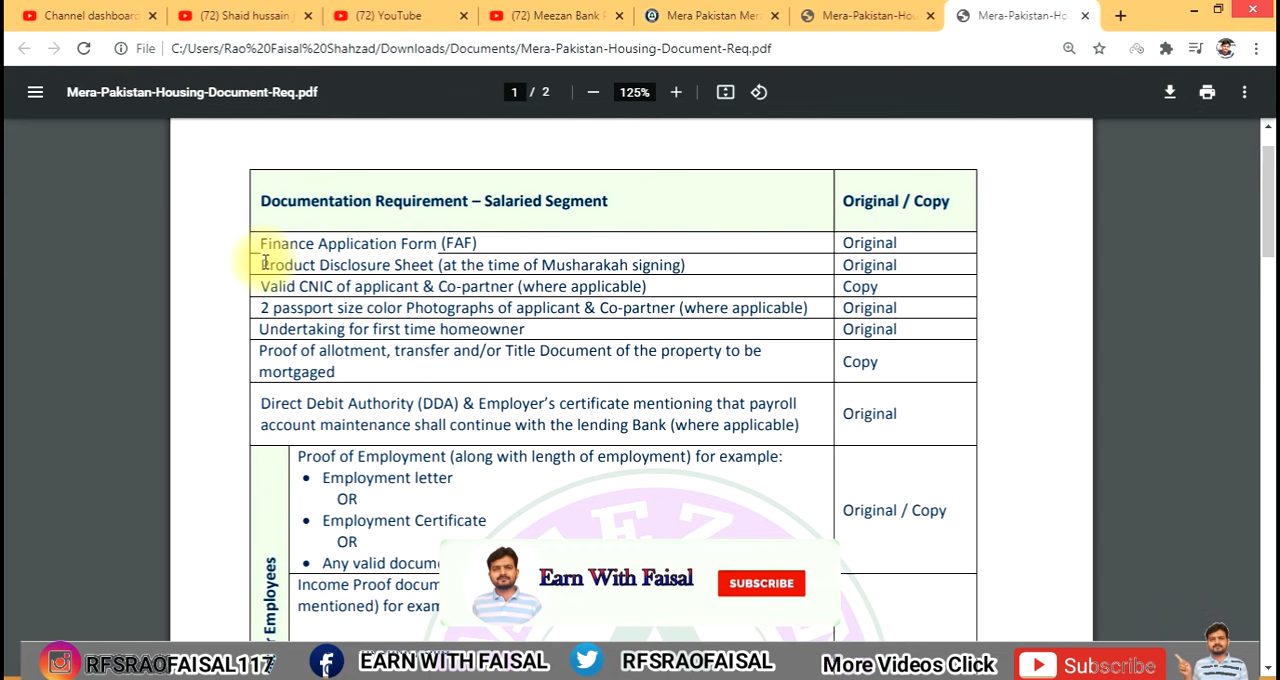 Channel dashboard
(72) Shaid hussain
(72) YouTube
(72) Meezan Bank
Mera Pakistan Mer
Mera-Pakistan-Hou
Mera-Pakistan-Ho
File
C:/Users/Rao%20Faisal%20Shahzad/Downloads/Documents/Mera-Pakistan-Housing-Document-Req.pdf
Mera-Pakistan-Housing-Document-Req.pdf
1 / 2
125%
Documentation Requirement – Salaried Segment
Original / Copy
Finance Application Form (FAF)
Original
Product Disclosure Sheet (at the time of Musharakah signing)
Original
Valid CNIC of applicant & Co-partner (where applicable)
Copy
2 passport size color Photographs of applicant & Co-partner (where applicable)
Original
Undertaking for first time homeowner
Original
Proof of allotment, transfer and/or Title Document of the property to be
mortgaged
Copy
Direct Debit Authority (DDA) & Employer’s certificate mentioning that payroll
account maintenance shall continue with the lending Bank (where applicable)
Original
Proof of Employment (along with length of employment) for example:
• Employment letter
OR
• Employment Certificate
OR
• Any valid docum
Original / Copy
Income Proof docum
mentioned) for exam
r Employees
EEZ
Earn With Faisal
SUBSCRIBE
RFSRAOFAISAL117
EARN WITH FAISAL
RFSRAOFAISAL
More Videos Click
Subscribe